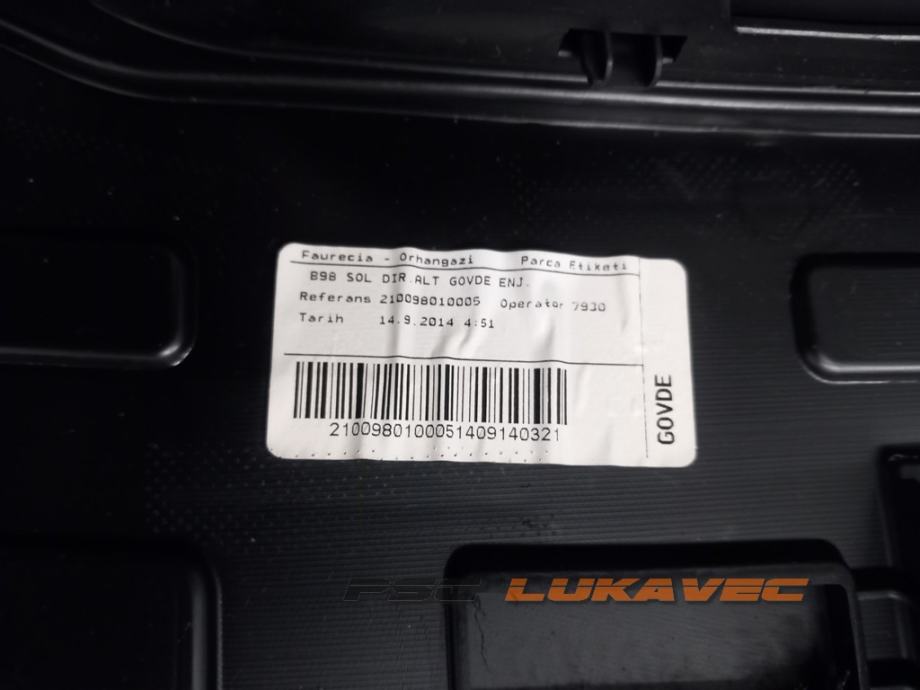 Faurecia - Orhangazi Parca Etiketi
B98 SOL DIR.ALT GOVDE ENJ.
Referans 210098010005 Operator 7930
Tarih 14.9.2014 4:51
2100980100051409140321
GOVDE
PSC LUKAVEC